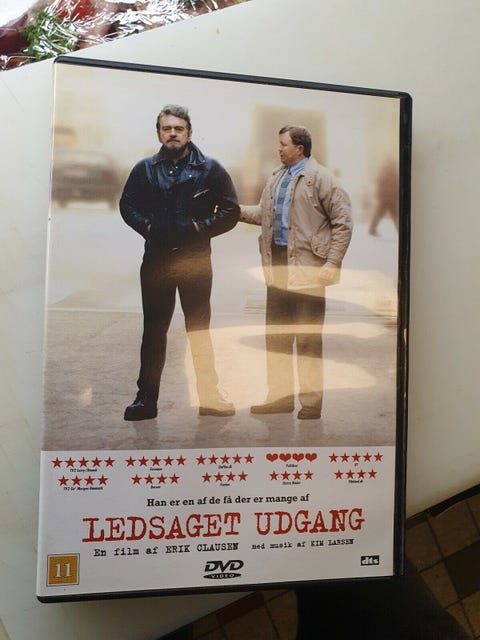 Han er en af de få der er mange af
LEDSAGET UDGANG
En film af ERIK CLAUSEN med musik af KIM LARSEN
11
DVD
VIDEO
dts